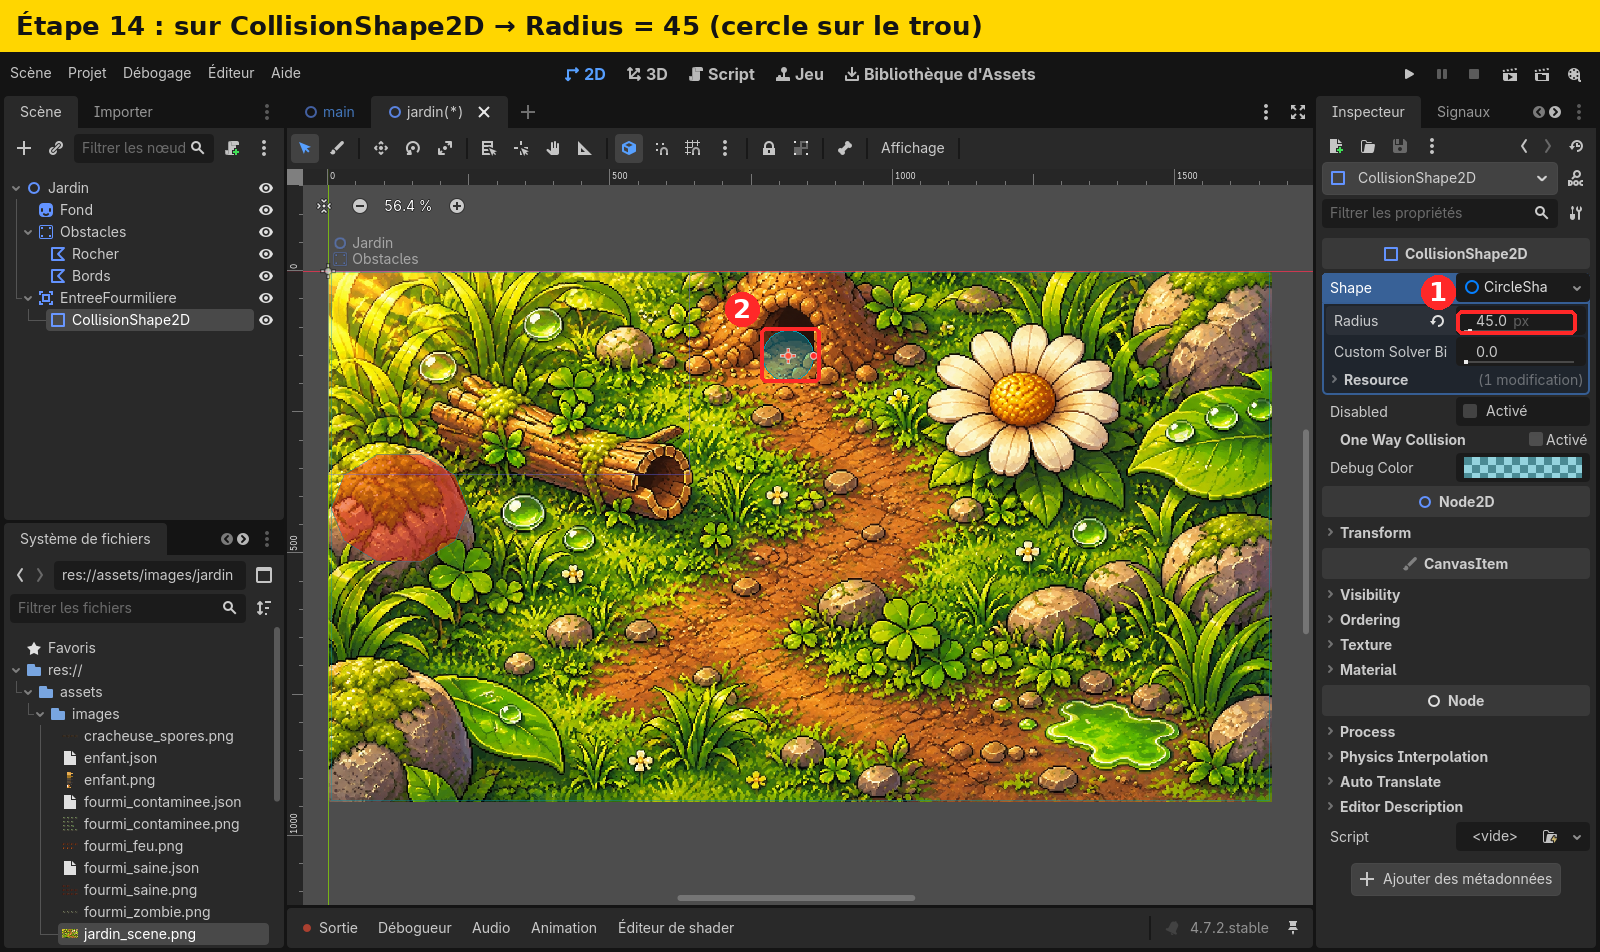 Étape 14 : sur CollisionShape2D → Radius = 45 (cercle sur le trou)
Scène Projet Débogage Éditeur Aide
2D 3D Script Jeu Bibliothèque d'Assets
Scène Importer
main jardin(*)
Inspecteur Signaux
Filtrer les nœud
Affichage
Jardin
Fond
Obstacles
Rocher
Bords
EntreeFourmiliere
CollisionShape2D
0 500 1000 1500
56.4 %
Jardin
Obstacles
0
500
1000
2
CollisionShape2D
DOC
Filtrer les propriétés
CollisionShape2D
Shape 1 CircleSha
Radius 45.0 px
Custom Solver Bi 0.0
Resource (1 modification)
Disabled Activé
One Way Collision Activé
Debug Color
Node2D
Transform
CanvasItem
Visibility
Ordering
Texture
Material
Node
Process
Physics Interpolation
Auto Translate
Editor Description
Script <vide>
Ajouter des métadonnées
Système de fichiers
res://assets/images/jardin
Filtrer les fichiers
Favoris
res://
assets
images
cracheuse_spores.png
enfant.json
enfant.png
fourmi_contaminee.json
fourmi_contaminee.png
fourmi_feu.png
fourmi_saine.json
fourmi_saine.png
fourmi_zombie.png
jardin_scene.png
Sortie Débogueur Audio Animation Éditeur de shader
4.7.2.stable